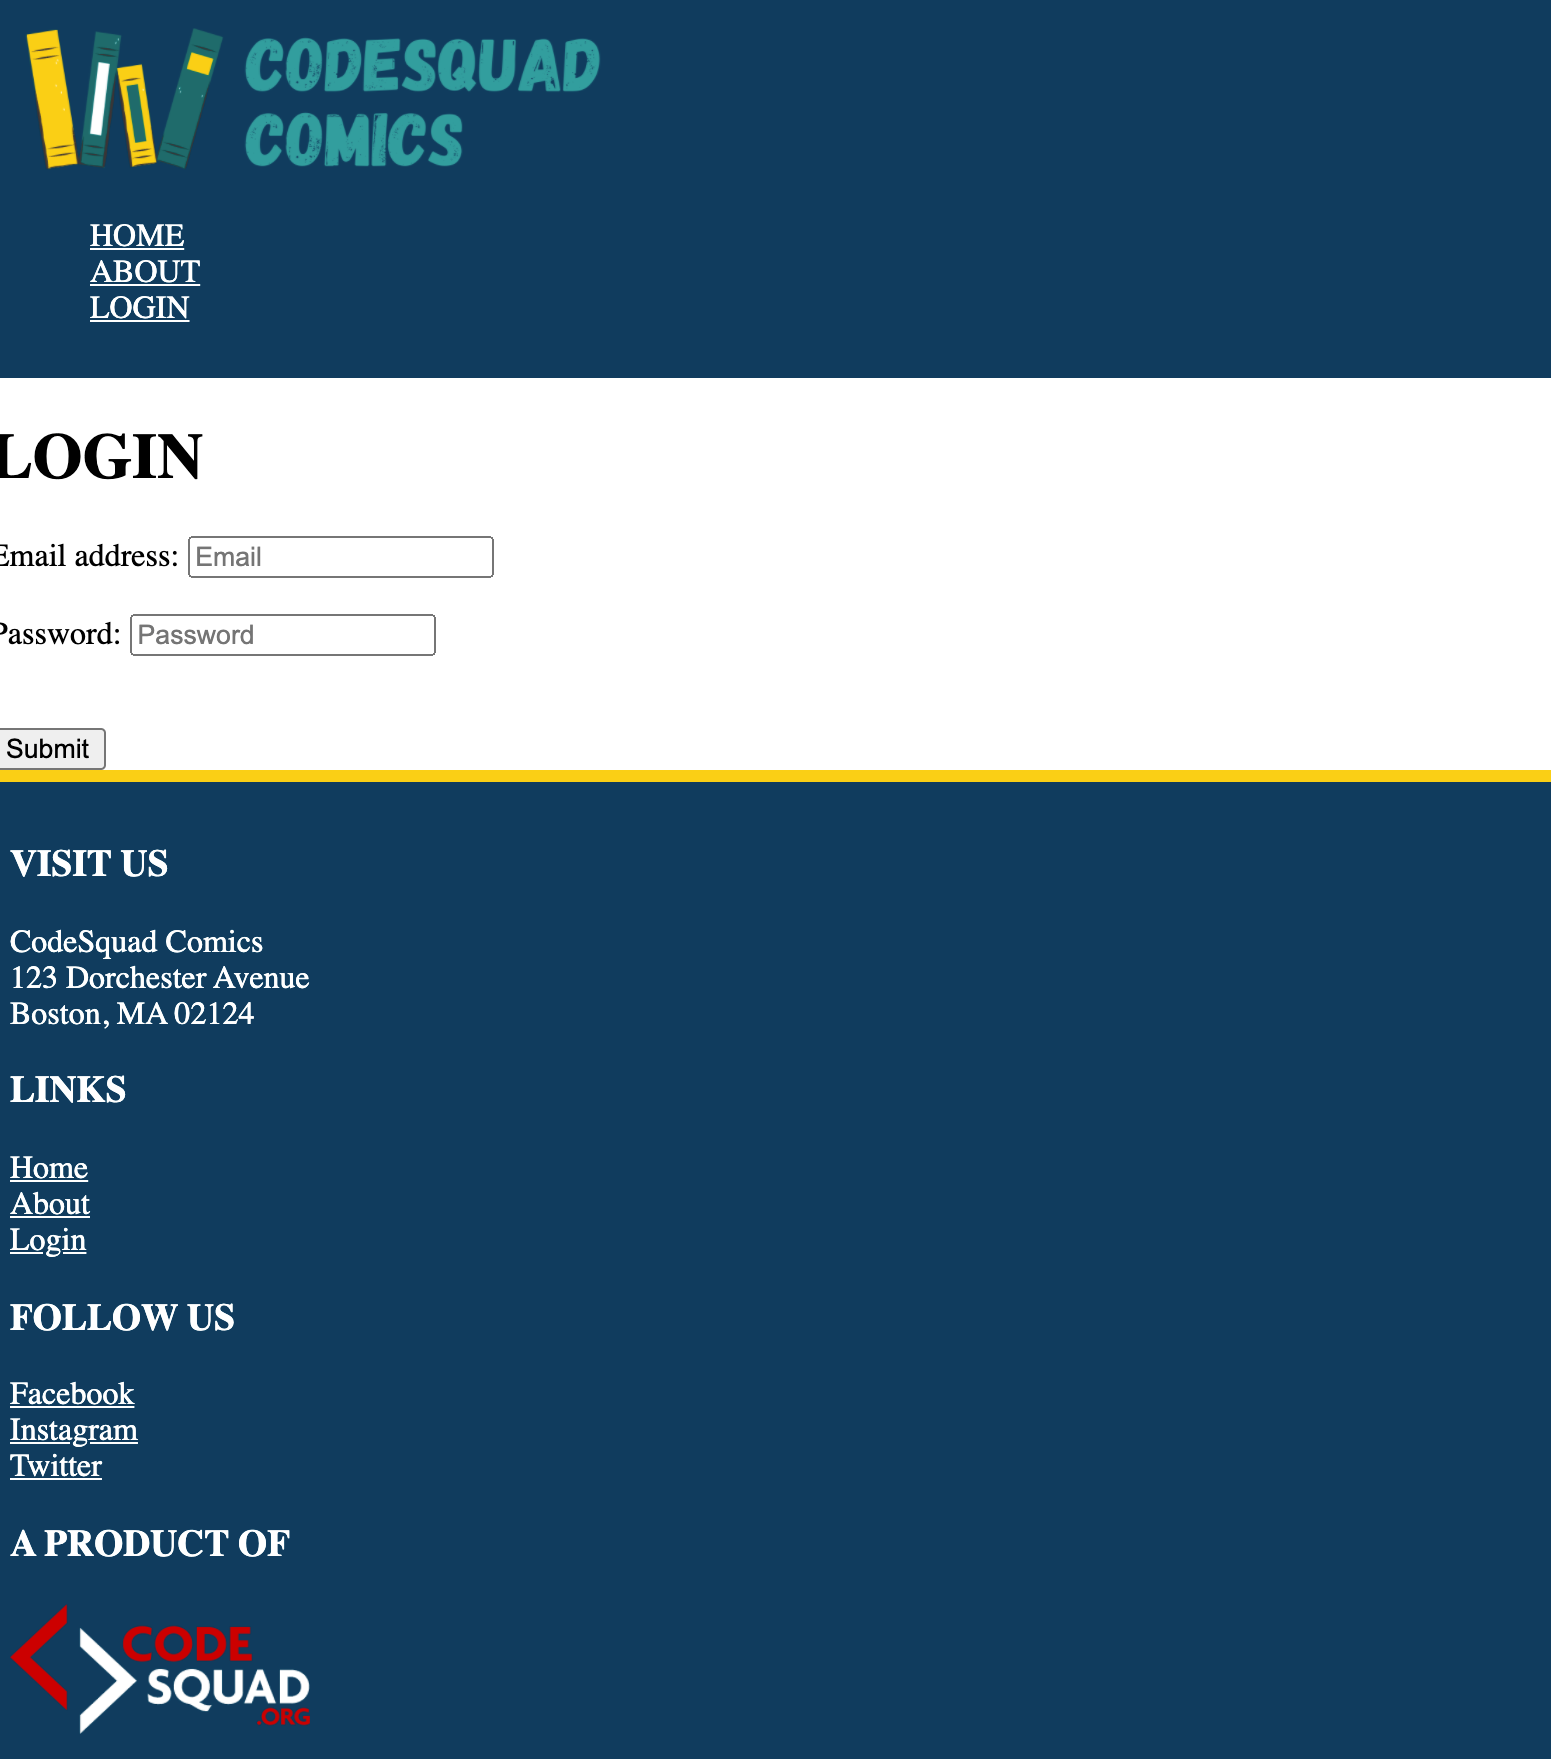 CODESQUAD
COMICS
HOME
ABOUT
LOGIN
LOGIN
Email address: Email
Password: Password
Submit
VISIT US
CodeSquad Comics
123 Dorchester Avenue
Boston, MA 02124
LINKS
Home
About
Login
FOLLOW US
Facebook
Instagram
Twitter
A PRODUCT OF
CODE
SQUAD
.ORG